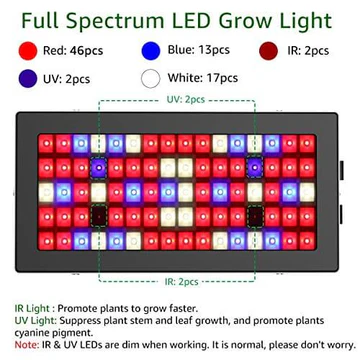 Full Spectrum LED Grow Light
Red: 46pcs Blue: 13pcs IR: 2pcs
UV: 2pcs White: 17pcs
UV: 2pcs
IR: 2pcs
IR Light : Promote plants to grow faster.
UV Light: Suppress plant stem and leaf growth, and promote plants
cyanine pigment.
Note: IR & UV LEDs are dim when working. It is normal, please don't worry.